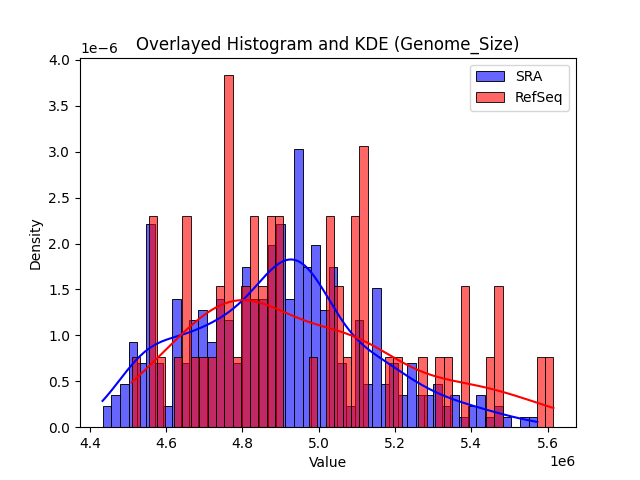 Overlayed Histogram and KDE (Genome_Size)
1e−6
4.0
3.5
3.0
2.5
2.0
1.5
1.0
0.5
0.0
Density
SRA
RefSeq
4.4 4.6 4.8 5.0 5.2 5.4 5.6
1e6
Value